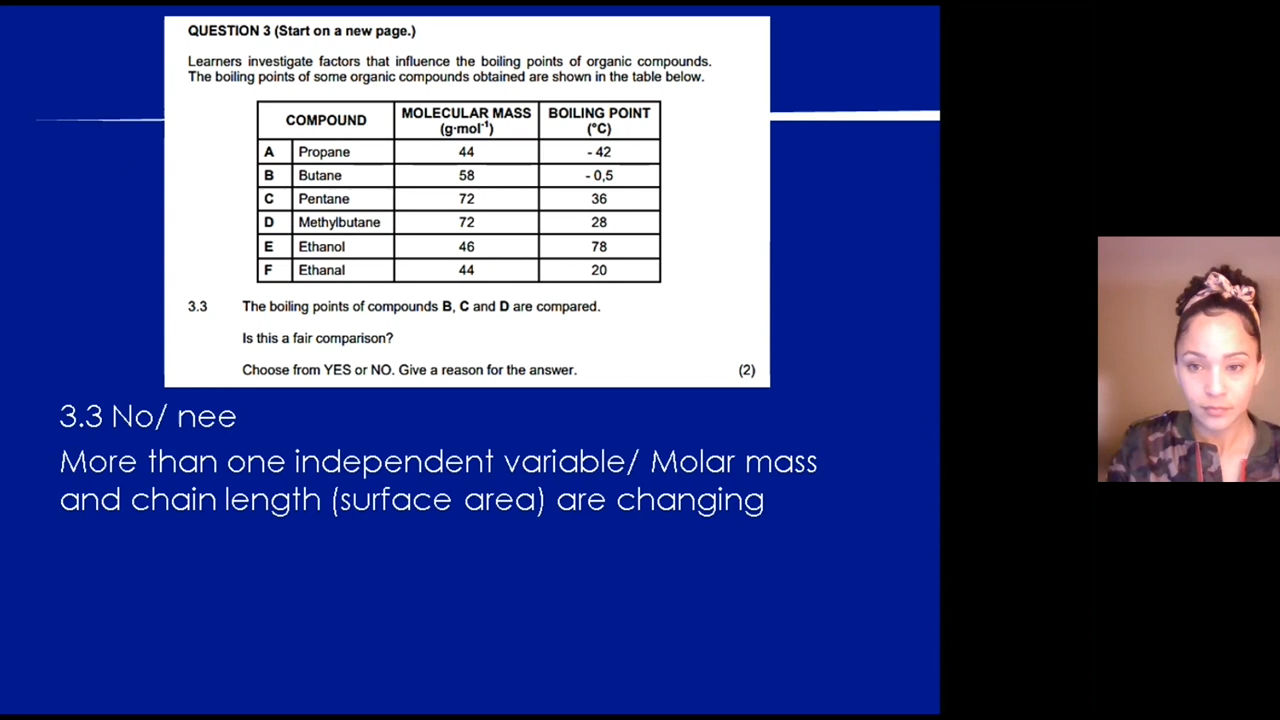 QUESTION 3 (Start on a new page.)
Learners investigate factors that influence the boiling points of organic compounds.
The boiling points of some organic compounds obtained are shown in the table below.
COMPOUND MOLECULAR MASS (g·mol⁻¹) BOILING POINT (°C)
A Propane 44 - 42
B Butane 58 - 0,5
C Pentane 72 36
D Methylbutane 72 28
E Ethanol 46 78
F Ethanal 44 20
3.3 The boiling points of compounds B, C and D are compared.
Is this a fair comparison?
Choose from YES or NO. Give a reason for the answer. (2)
3.3 No/ nee
More than one independent variable/ Molar mass
and chain length (surface area) are changing